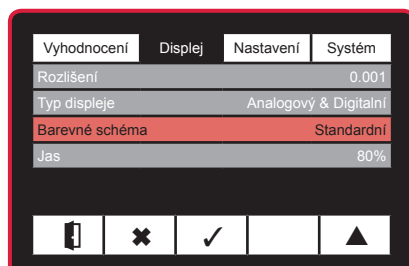 Vyhodnocení Displej Nastavení Systém
Rozlišení 0.001
Typ displeje Analogový & Digitalní
Barevné schéma Standardní
Jas 80%